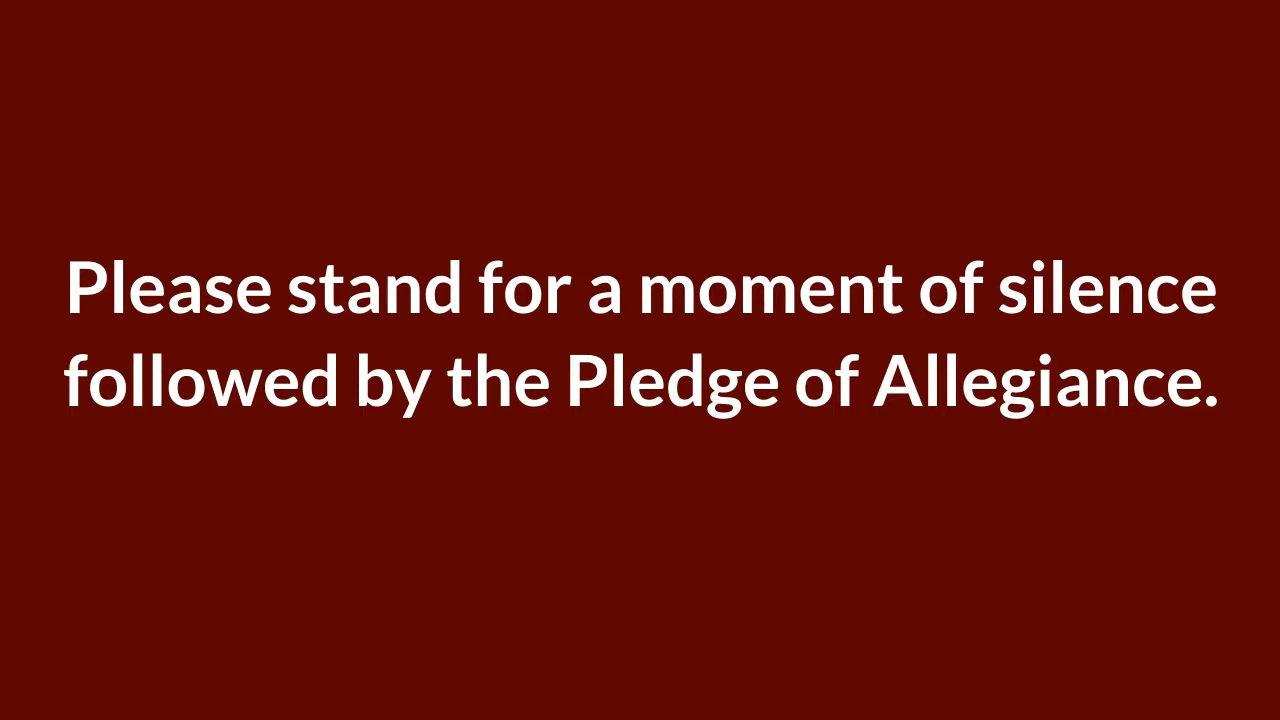 Please stand for a moment of silence
followed by the Pledge of Allegiance.